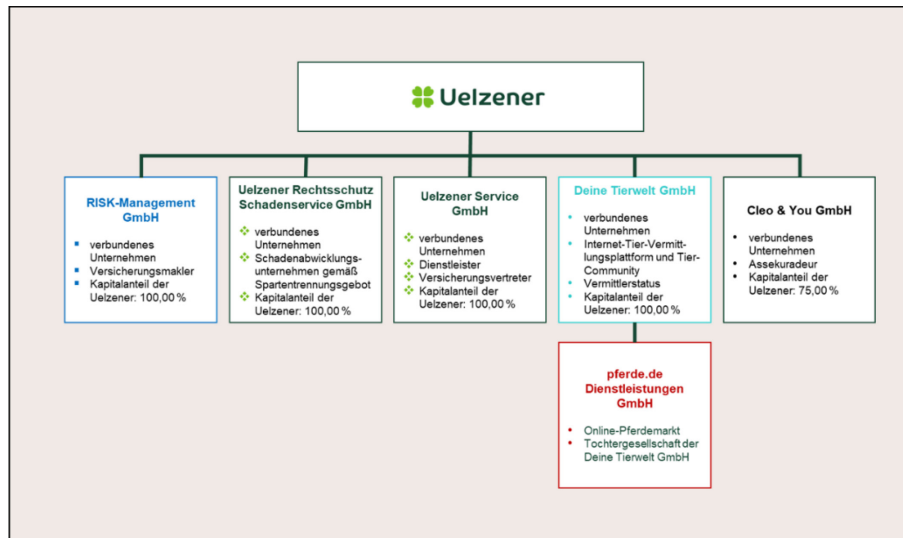 Uelzener
RISK-Management
GmbH
verbundenes
Unternehmen
Versicherungsmakler
Kapitalanteil der
Uelzener: 100,00 %
Uelzener Rechtsschutz
Schadenservice GmbH
verbundenes
Unternehmen
Schadenabwicklungs-
unternehmen gemäß
Spartentrennungsgebot
Kapitalanteil der
Uelzener: 100,00 %
Uelzener Service
GmbH
verbundenes
Unternehmen
Dienstleister
Versicherungsvertreter
Kapitalanteil der
Uelzener: 100,00 %
Deine Tierwelt GmbH
verbundenes
Unternehmen
Internet-Tier-Vermitt-
lungsplattform und Tier-
Community
Vermittlerstatus
Kapitalanteil der
Uelzener: 100,00 %
Cleo & You GmbH
verbundenes
Unternehmen
Assekuradeur
Kapitalanteil der
Uelzener: 75,00 %
pferde.de
Dienstleistungen
GmbH
Online-Pferdemarkt
Tochtergesellschaft der
Deine Tierwelt GmbH